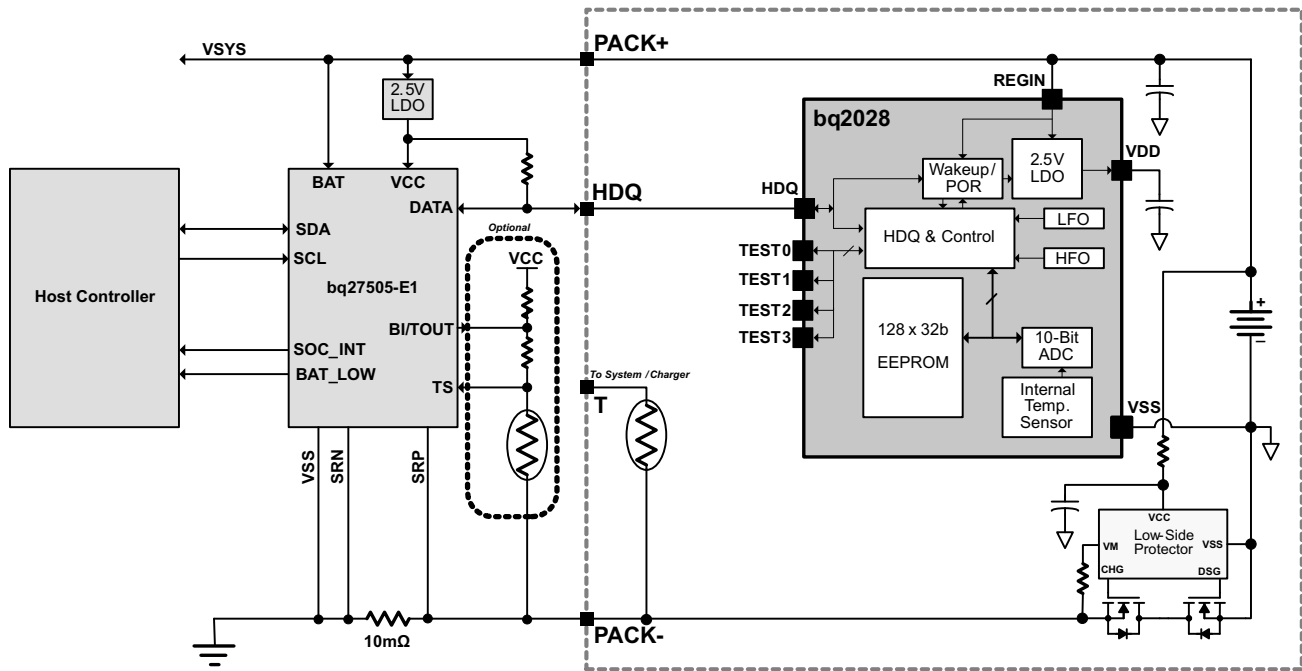 VSYS
PACK+
2.5V
LDO
REGIN
bq2028
Host Controller
BAT
VCC
DATA
HDQ
HDQ
SDA
SCL
bq27505-E1
BI/TOUT
SOC_INT
BAT_LOW
TS
VSS
SRN
SRP
Optional
VCC
To System / Charger
T
TEST0
TEST1
TEST2
TEST3
Wakeup/
POR
2.5V
LDO
VDD
HDQ & Control
LFO
HFO
128 x 32b
EEPROM
10-Bit
ADC
Internal
Temp.
Sensor
VSS
+
–
VCC
Low-Side
Protector
VM
VSS
CHG
DSG
10mΩ
PACK-